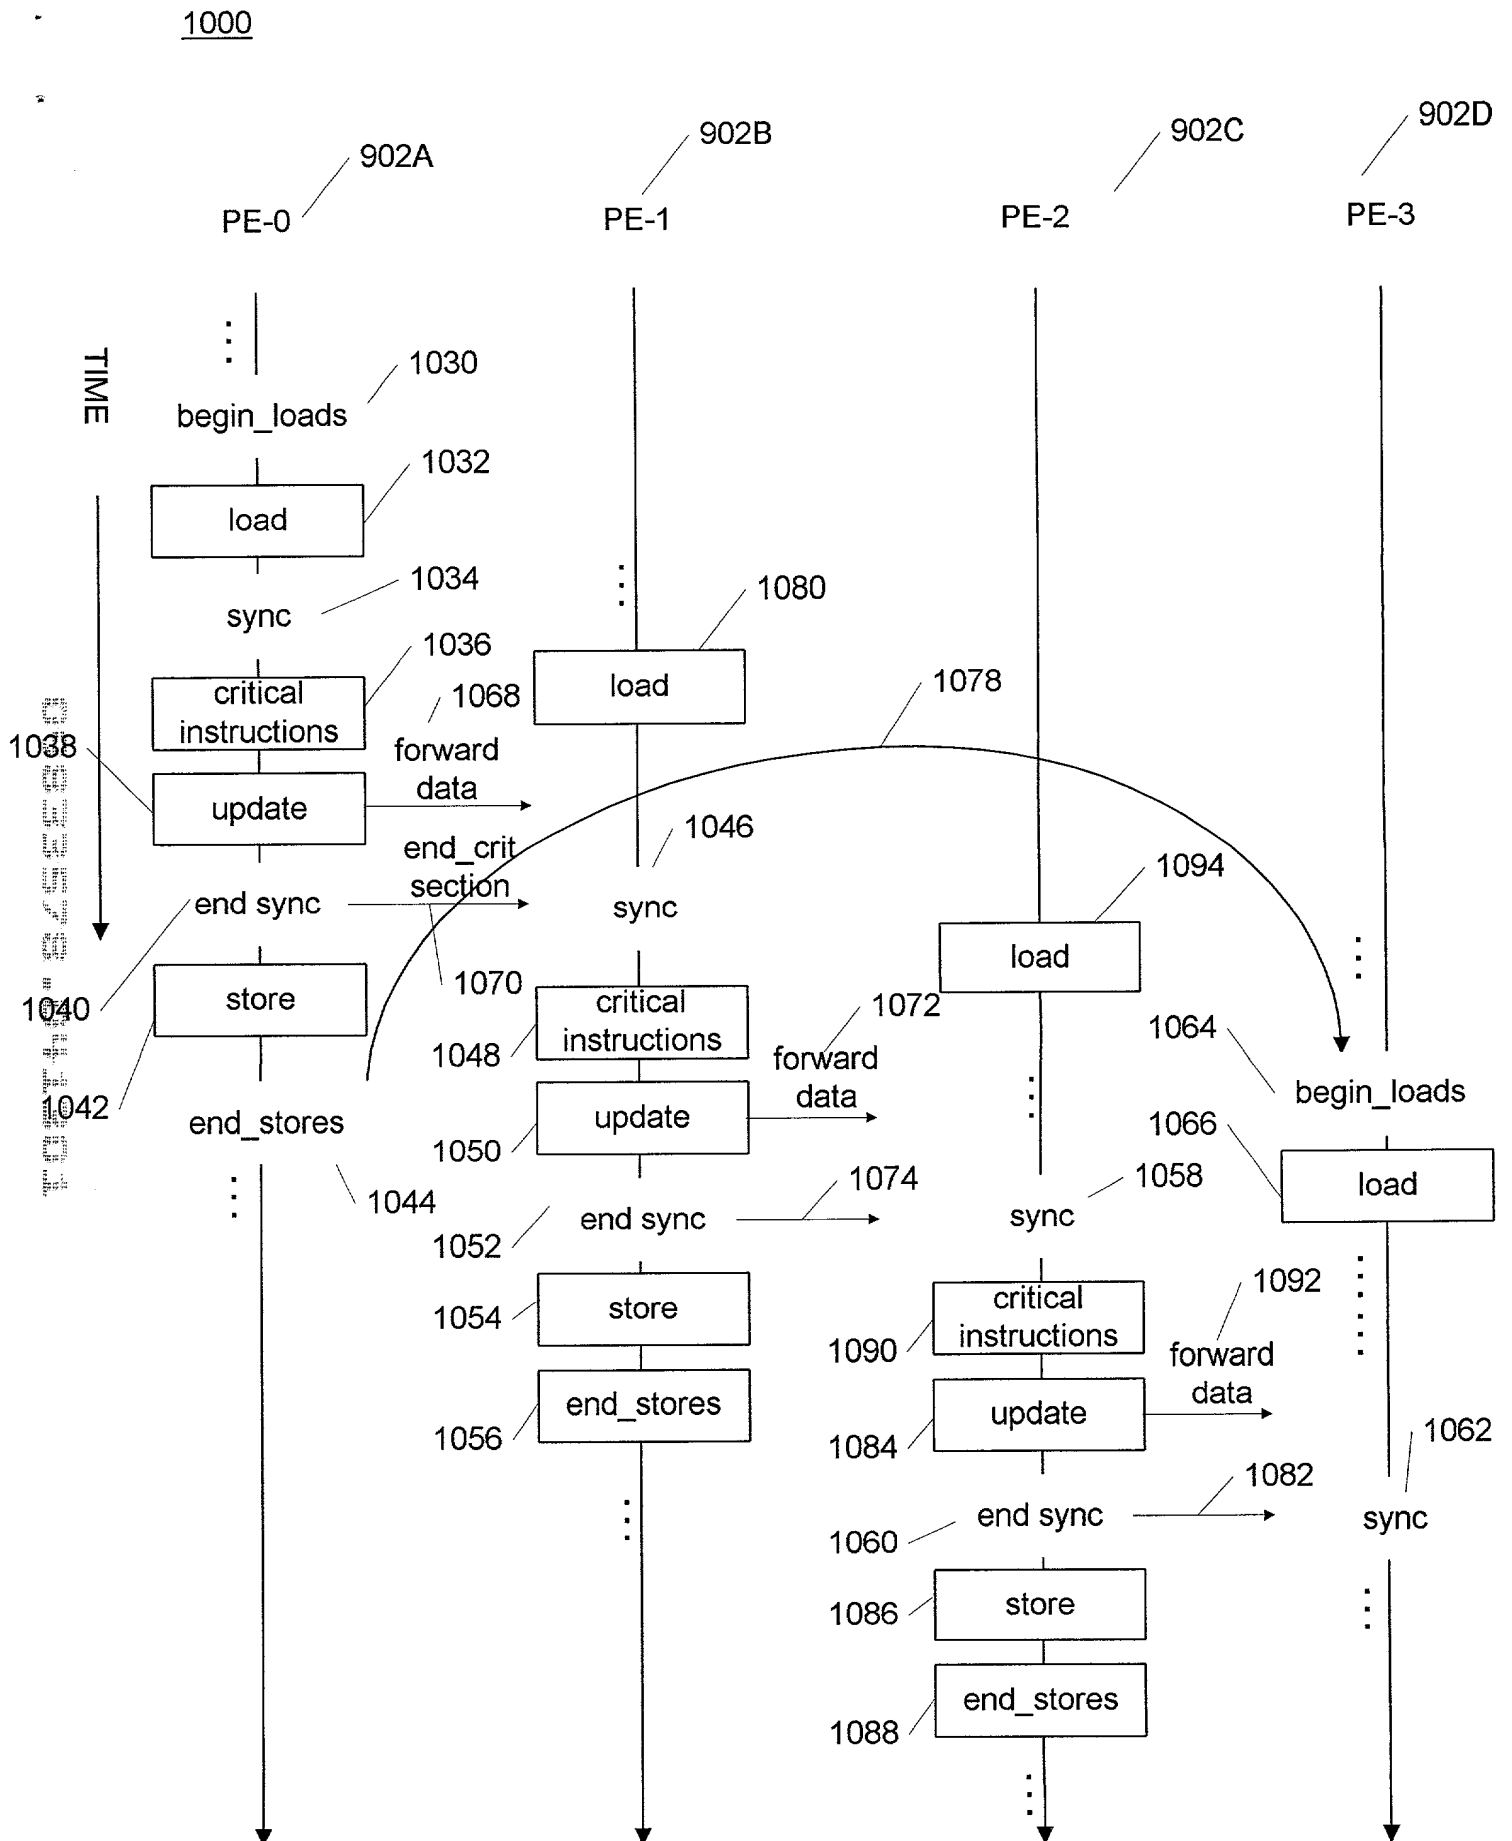 1000
902A
902B
902C
902D
PE-0
PE-1
PE-2
PE-3
TIME
1030
begin_loads
1032
load
1034
sync
1036
critical
instructions
1038
1068
forward
data
update
end_crit
section
1040
end sync
1070
1042
store
end_stores
1044
1080
load
1078
1046
sync
1048
critical
instructions
1072
forward
data
1050
update
1052
end sync
1074
1054
store
1056
end_stores
1094
load
1058
sync
1090
critical
instructions
1092
forward
data
1084
update
1060
end sync
1082
1086
store
1088
end_stores
1064
begin_loads
1066
load
1062
sync